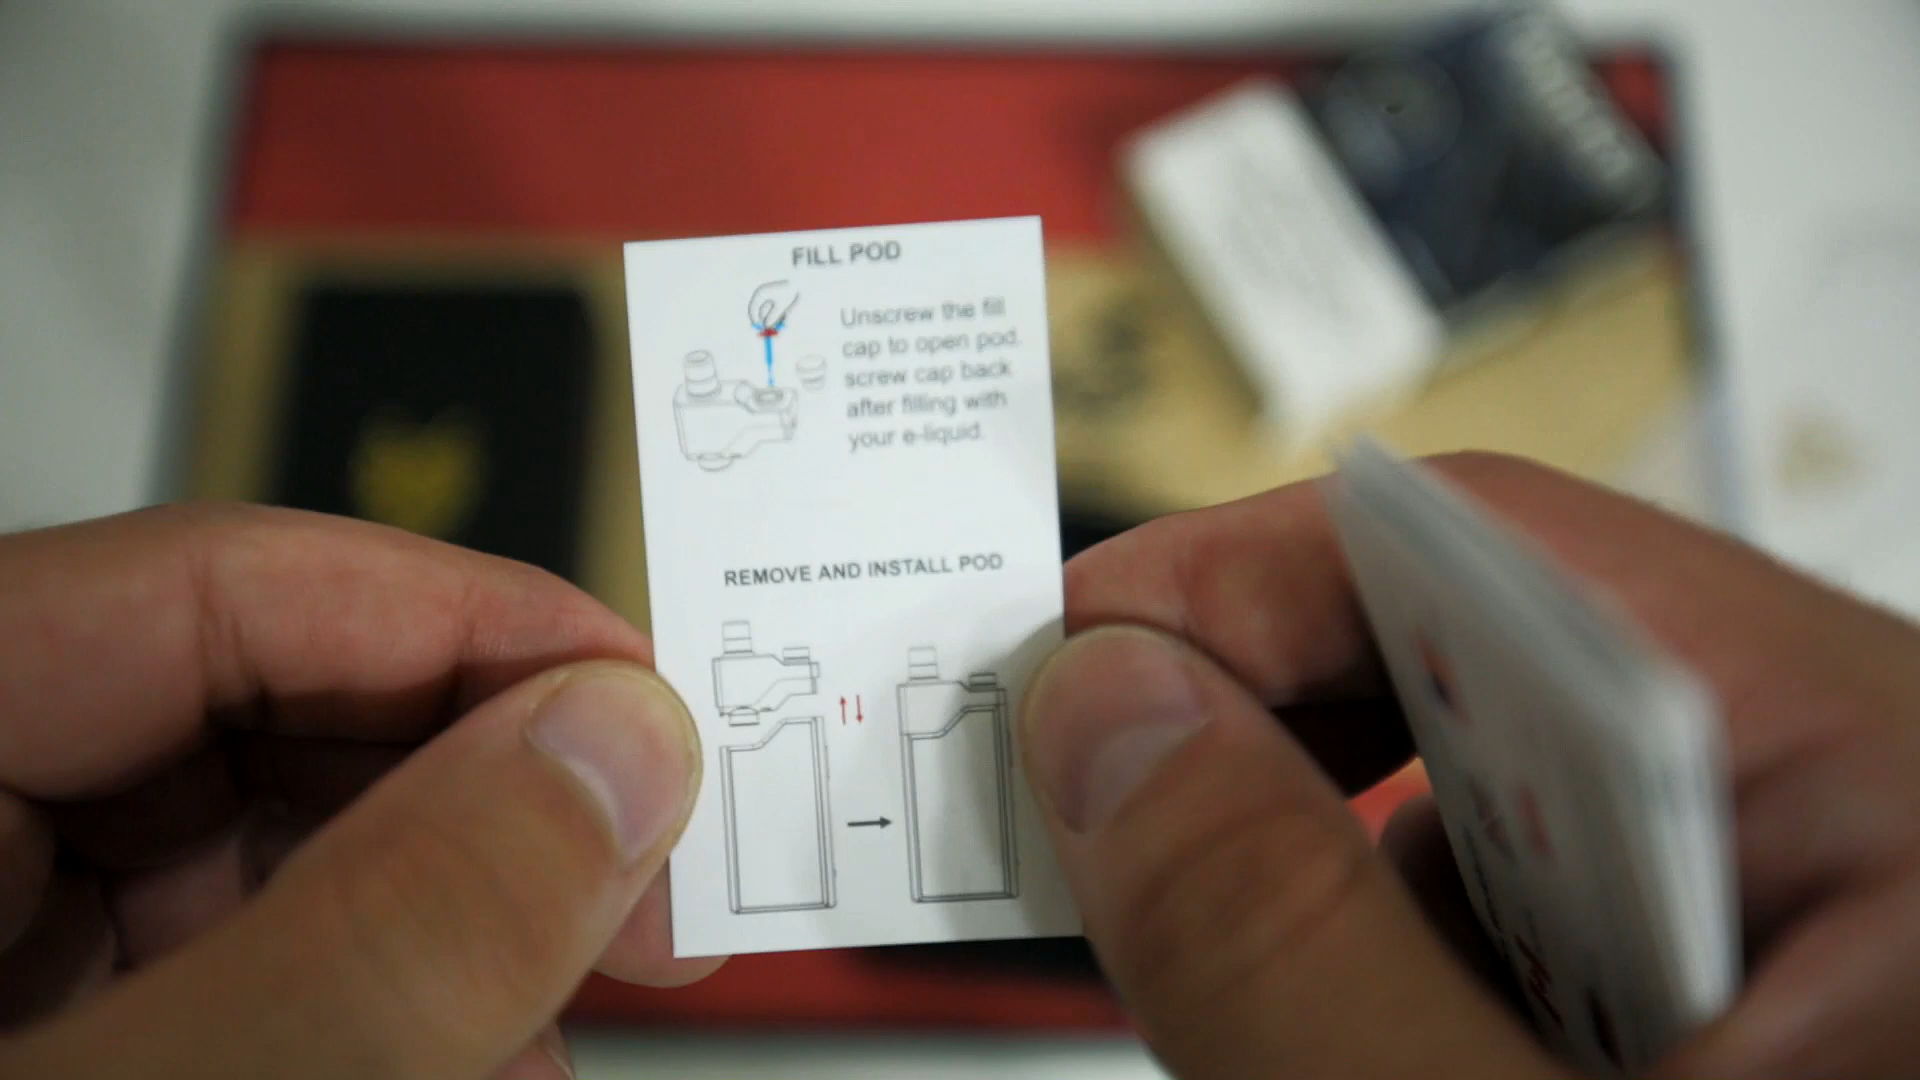 FILL POD
Unscrew the fill
cap to open pod.
screw cap back
after filling with
your e-liquid.
REMOVE AND INSTALL POD